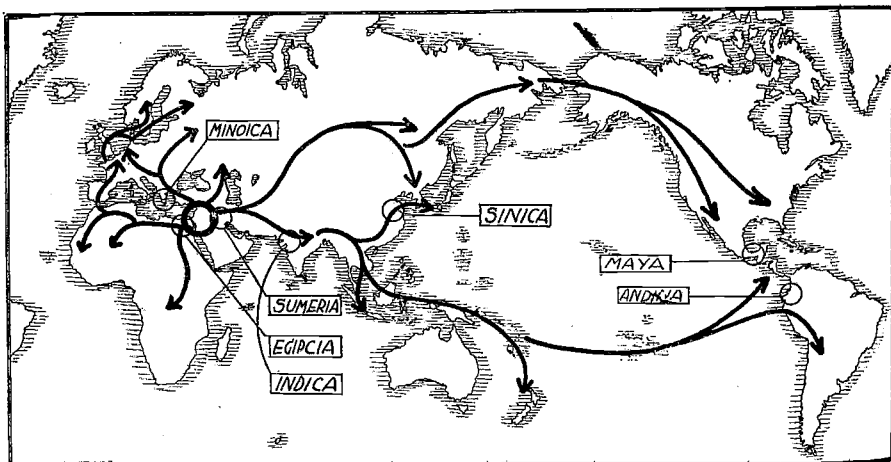 MINOICA
SINICA
MAYA
SUMERIA
ANDINA
EGIPCIA
INDICA